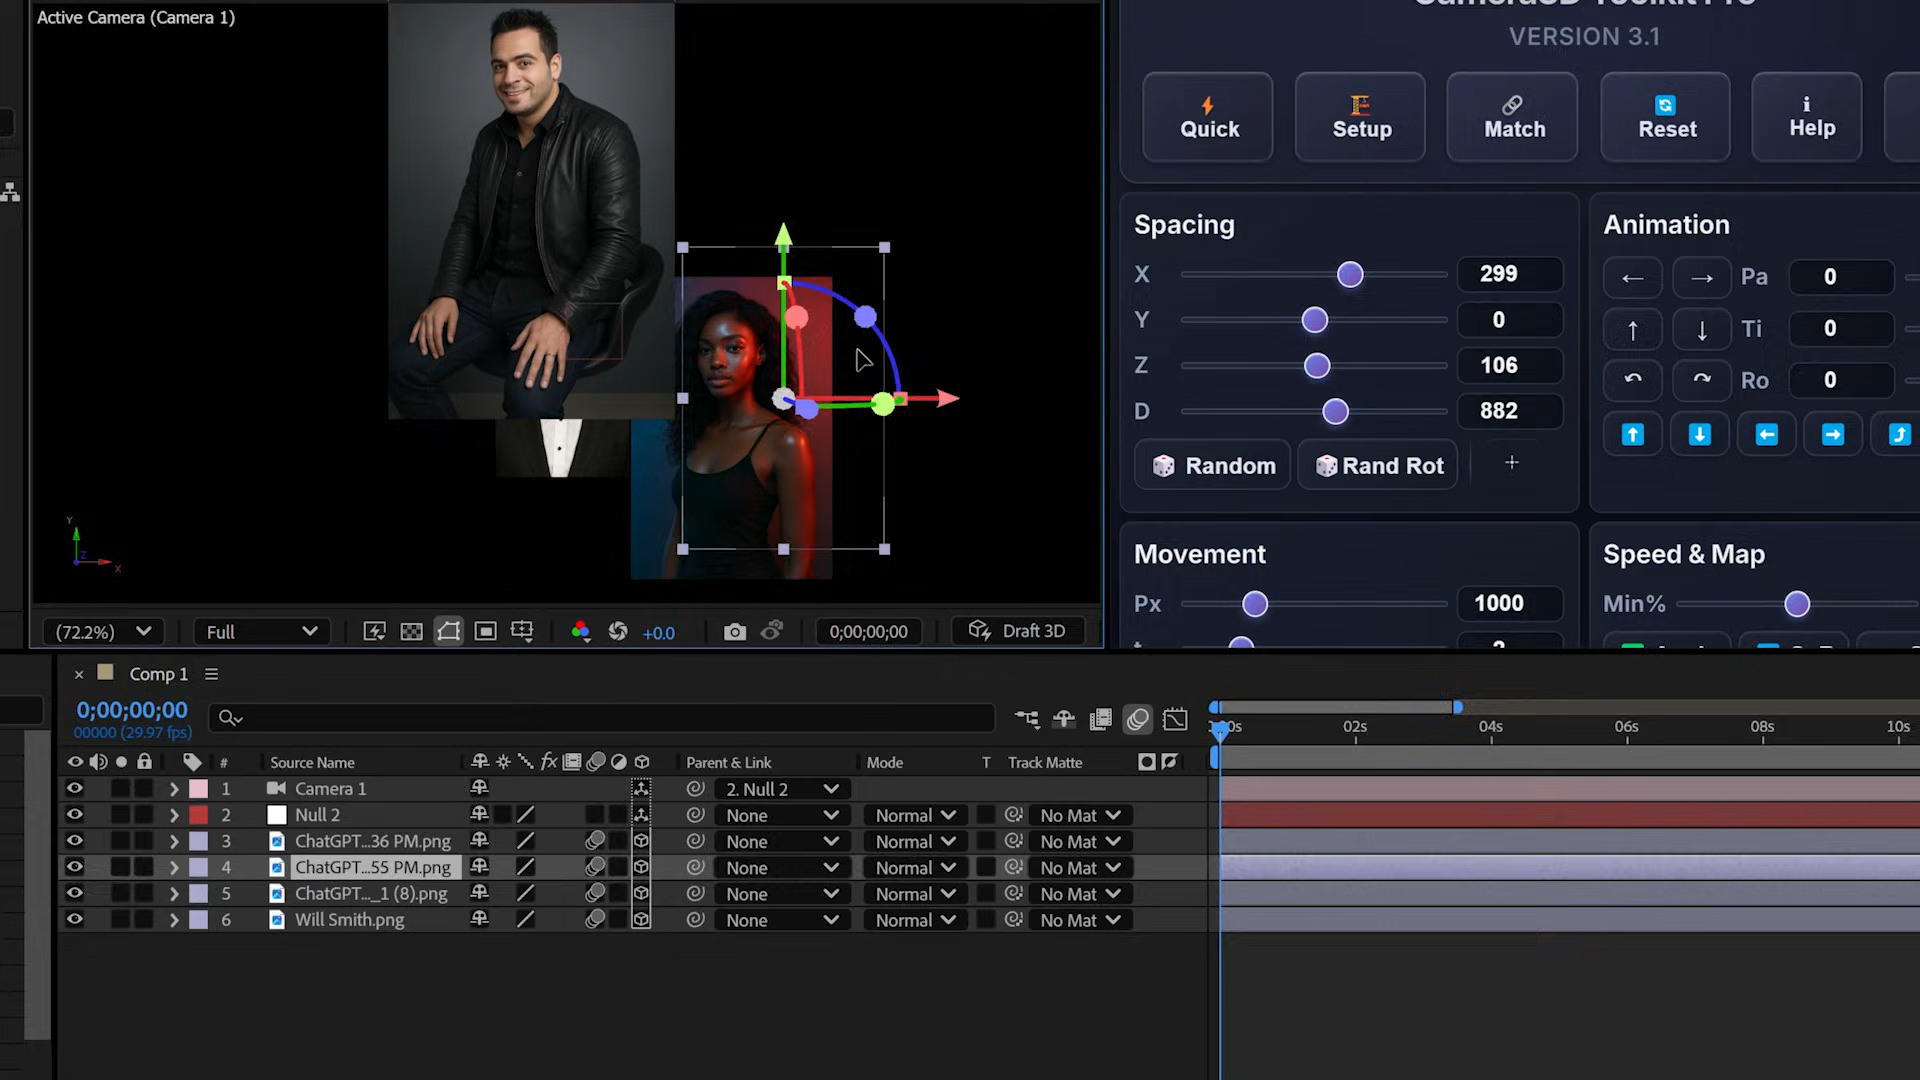 Active Camera (Camera 1)
Y
Z
X
(72.2%)
Full
+0.0
0;00;00;00
Draft 3D
VERSION 3.1
Quick
Setup
Match
Reset
Help
Spacing
X
299
Y
0
Z
106
D
882
Random
Rand Rot
Animation
Pa
0
Ti
0
Ro
0
Movement
Px
1000
Speed & Map
Min%
Comp 1
0;00;00;00
00000 (29.97 fps)
02s
04s
06s
08s
10s
#
Source Name
fx
Parent & Link
Mode
T
Track Matte
1
Camera 1
2. Null 2
2
Null 2
None
Normal
No Mat
3
ChatGPT...36 PM.png
None
Normal
No Mat
4
ChatGPT...55 PM.png
None
Normal
No Mat
5
ChatGPT..._1 (8).png
None
Normal
No Mat
6
Will Smith.png
None
Normal
No Mat